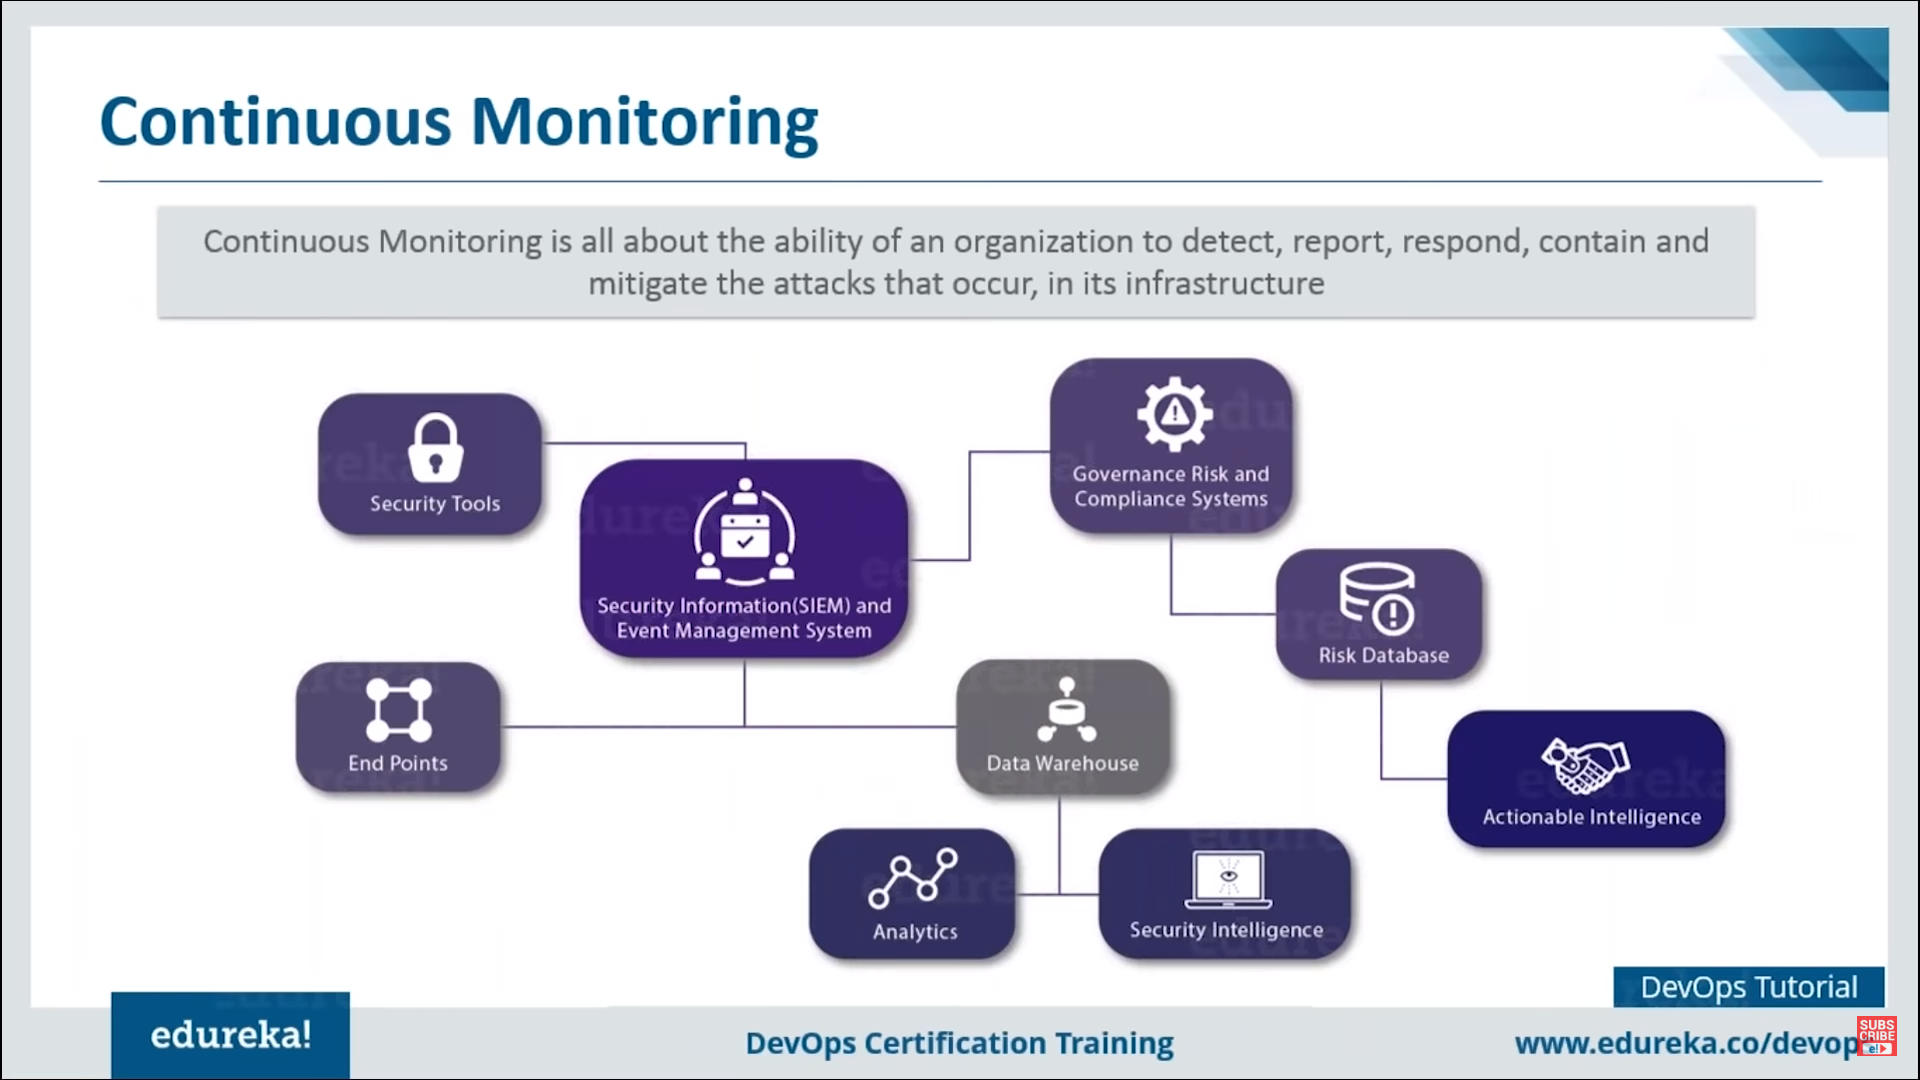 Continuous Monitoring
Continuous Monitoring is all about the ability of an organization to detect, report, respond, contain and
mitigate the attacks that occur, in its infrastructure
Security Tools
Governance Risk and
Compliance Systems
Security Information(SIEM) and
Event Management System
Risk Database
End Points
Data Warehouse
Actionable Intelligence
Analytics
Security Intelligence
DevOps Tutorial
edureka!
DevOps Certification Training
www.edureka.co/devop
SUBS
CRIBE
e!